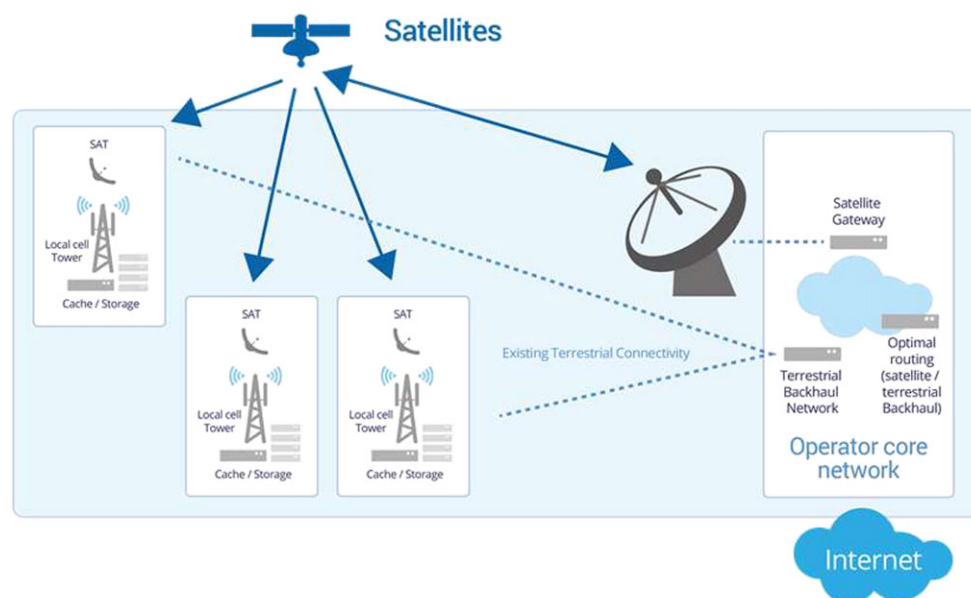 Satellites
SAT
Local cell
Tower
Cache / Storage
SAT
Local cell
Tower
Cache / Storage
SAT
Local cell
Tower
Cache / Storage
Existing Terrestrial Connectivity
Satellite
Gateway
Terrestrial
Backhaul
Network
Optimal
routing
(satellite /
terrestrial
Backhaul)
Operator core
network
Internet